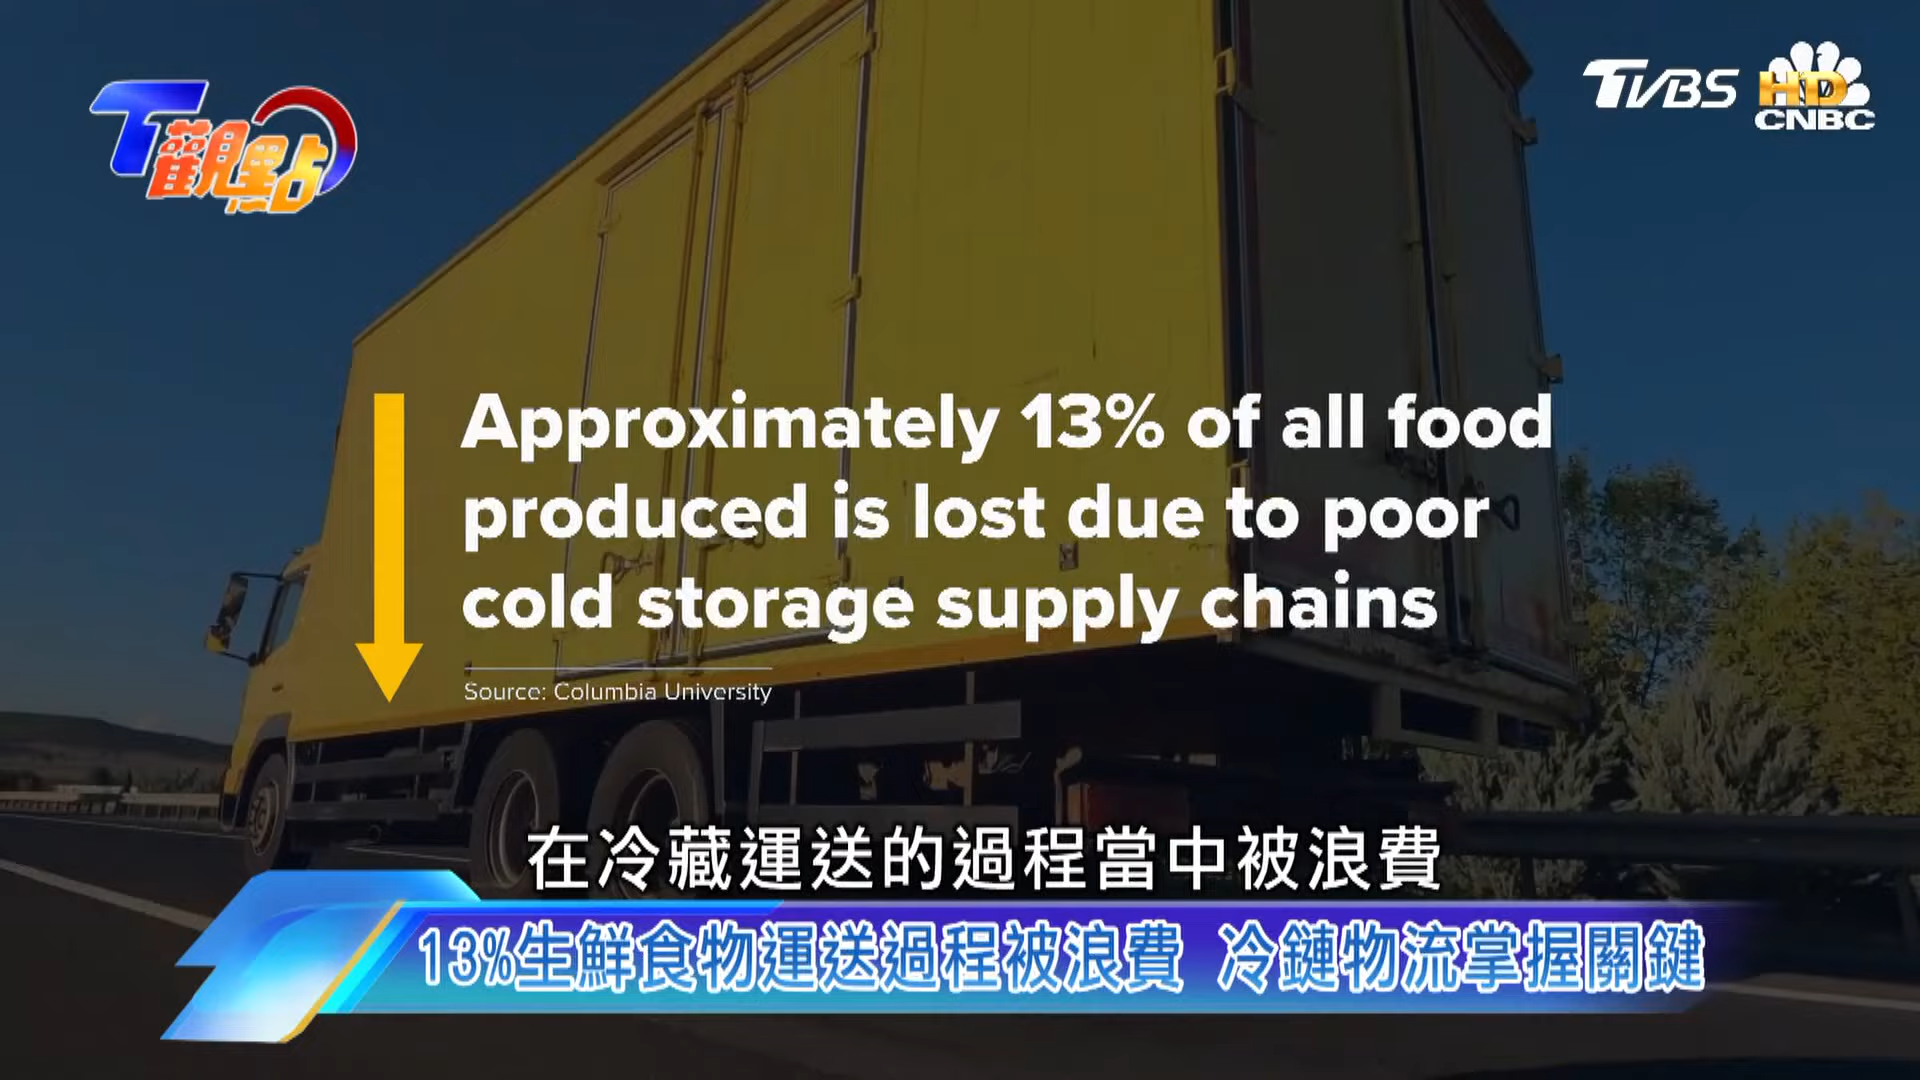 T觀點
TVBS HD
CNBC
Approximately 13% of all food
produced is lost due to poor
cold storage supply chains
Source: Columbia University
在冷藏運送的過程當中被浪費
13%生鮮食物運送過程被浪費 冷鏈物流掌握關鍵